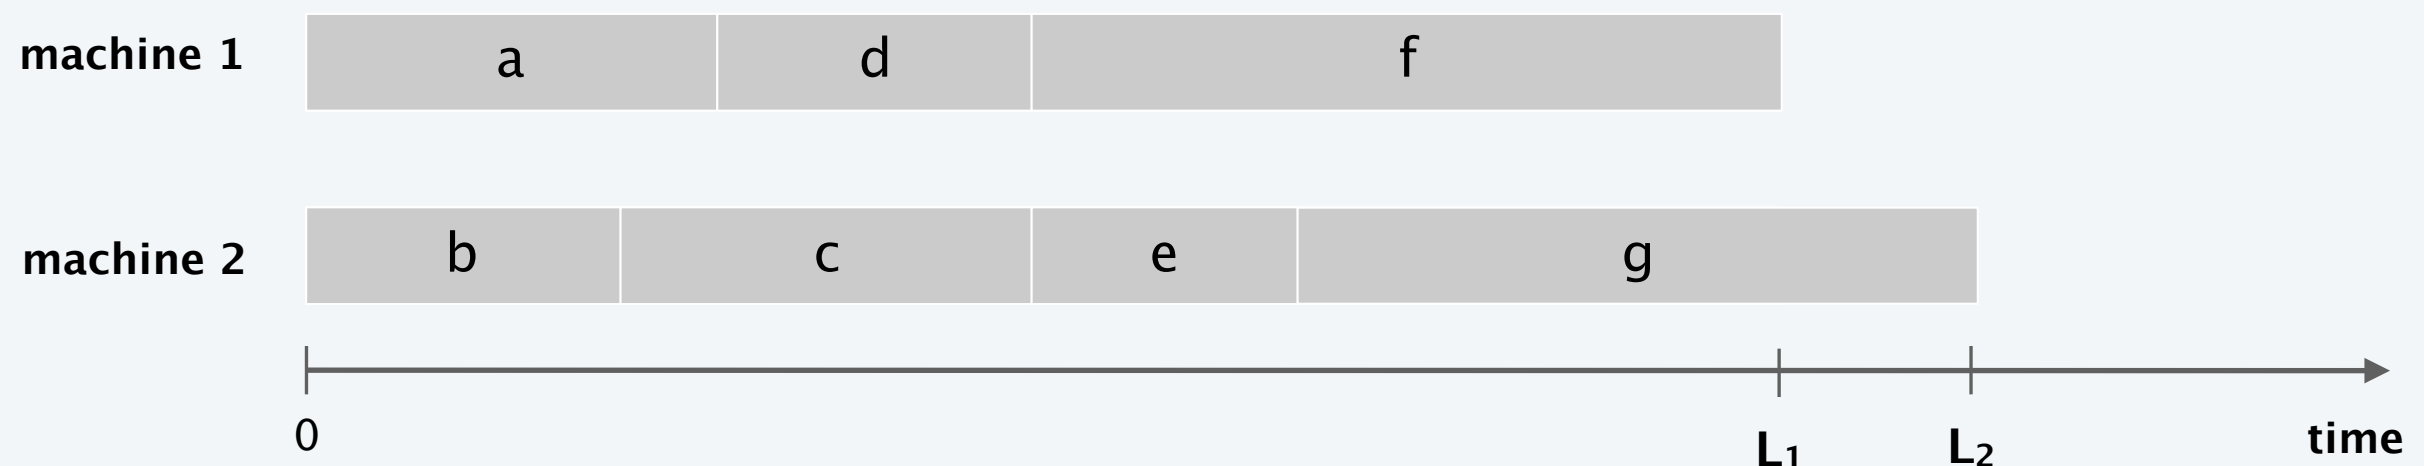 machine 1 a d f
machine 2 b c e g
0 L₁ L₂ time